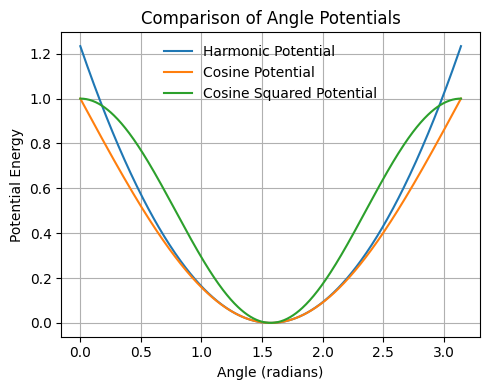 Comparison of Angle Potentials
Harmonic Potential
Cosine Potential
Cosine Squared Potential
Potential Energy
1.2
1.0
0.8
0.6
0.4
0.2
0.0
0.0 0.5 1.0 1.5 2.0 2.5 3.0
Angle (radians)